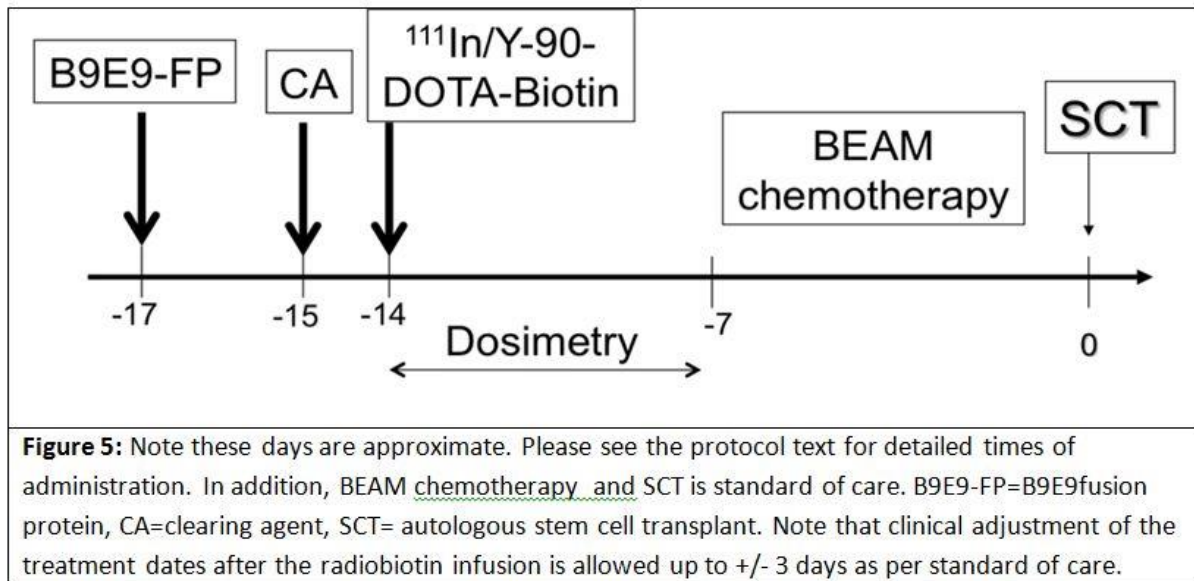 B9E9-FP
CA
¹¹¹In/Y-90-
DOTA-Biotin
BEAM
chemotherapy
SCT
-17
-15
-14
-7
0
Dosimetry
Figure 5: Note these days are approximate. Please see the protocol text for detailed times of
administration. In addition, BEAM chemotherapy and SCT is standard of care. B9E9-FP=B9E9fusion
protein, CA=clearing agent, SCT= autologous stem cell transplant. Note that clinical adjustment of the
treatment dates after the radiobiotin infusion is allowed up to +/- 3 days as per standard of care.